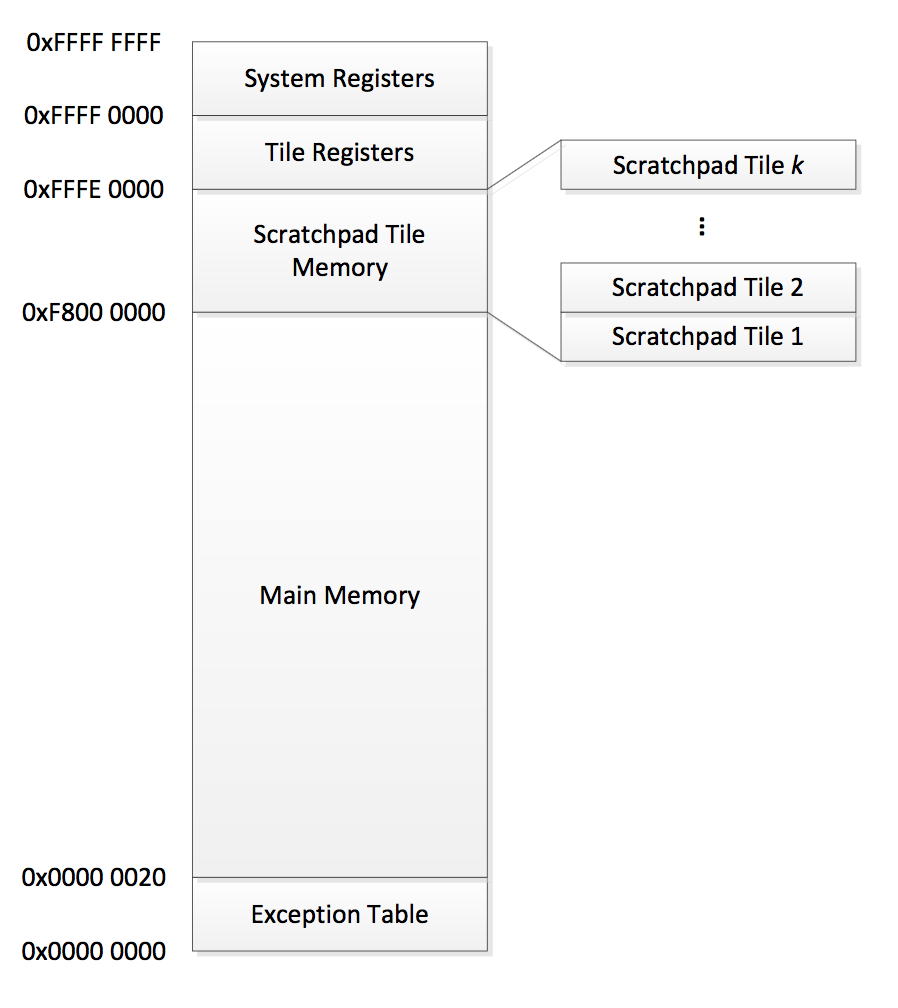 0xFFFF FFFF
System Registers
0xFFFF 0000
Tile Registers
0xFFFE 0000
Scratchpad Tile
Memory
0xF800 0000
Scratchpad Tile k
⋮
Scratchpad Tile 2
Scratchpad Tile 1
Main Memory
0x0000 0020
Exception Table
0x0000 0000